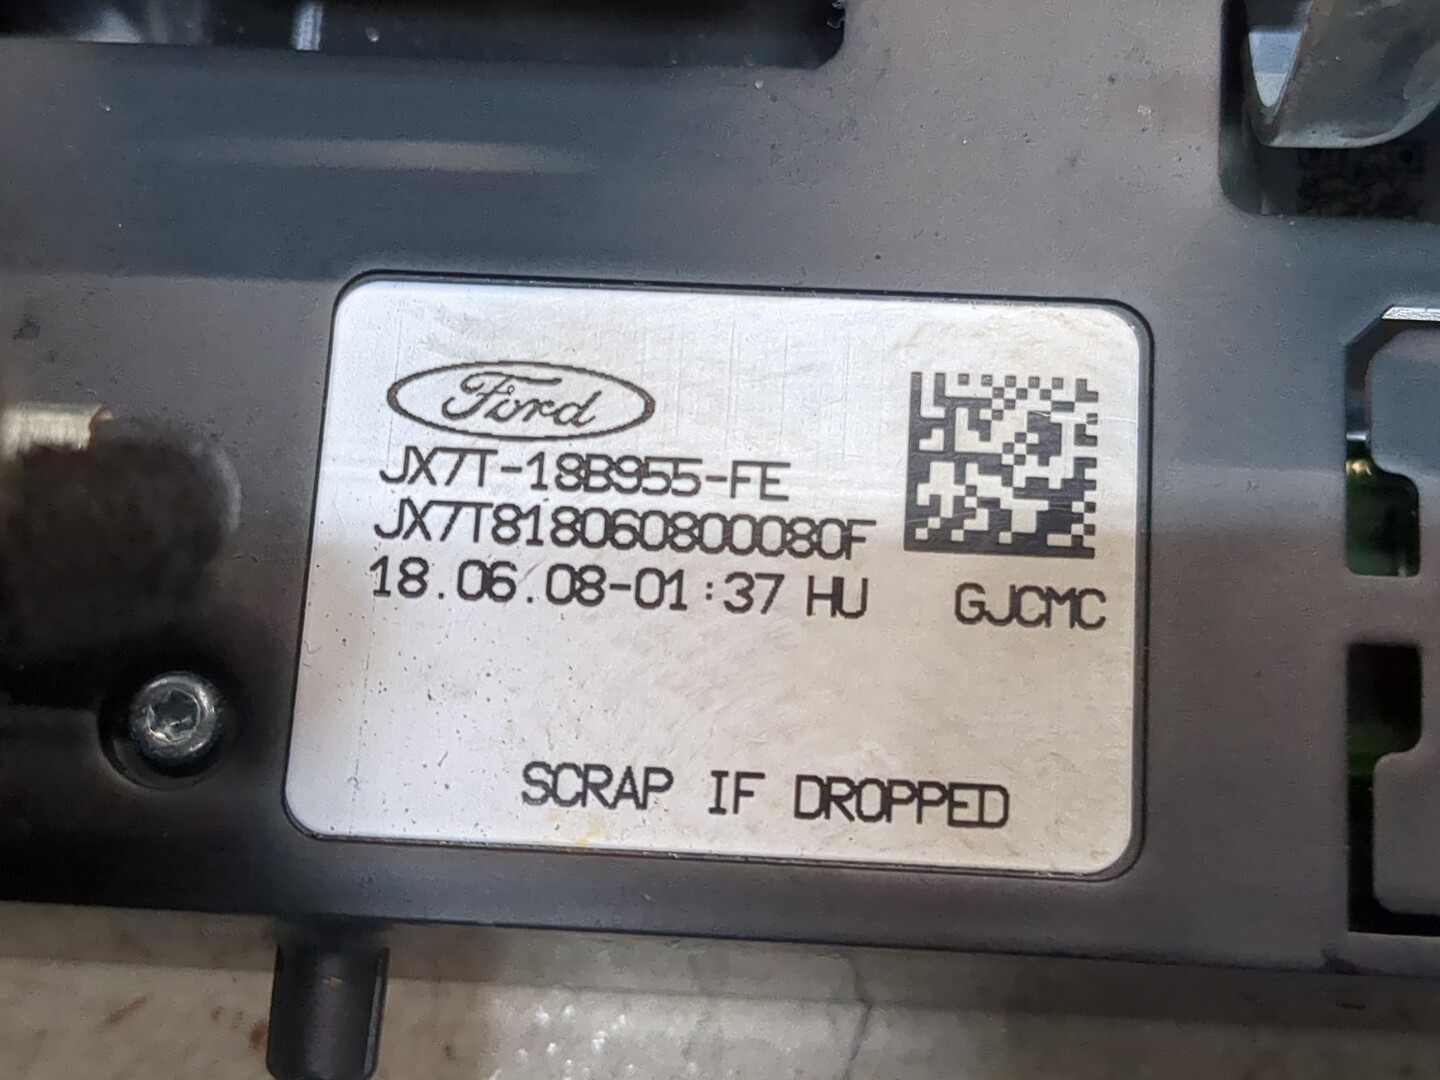 Ford
JX7T-18B955-FE
JX7T818060800080F
18.06.08-01:37 HU GJCMC
SCRAP IF DROPPED